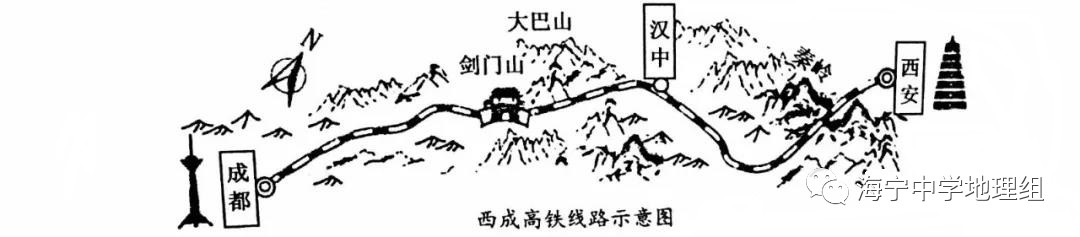 N
大巴山
剑门山
汉中
秦岭
西安
成都
西成高铁线路示意图
海宁中学地理组